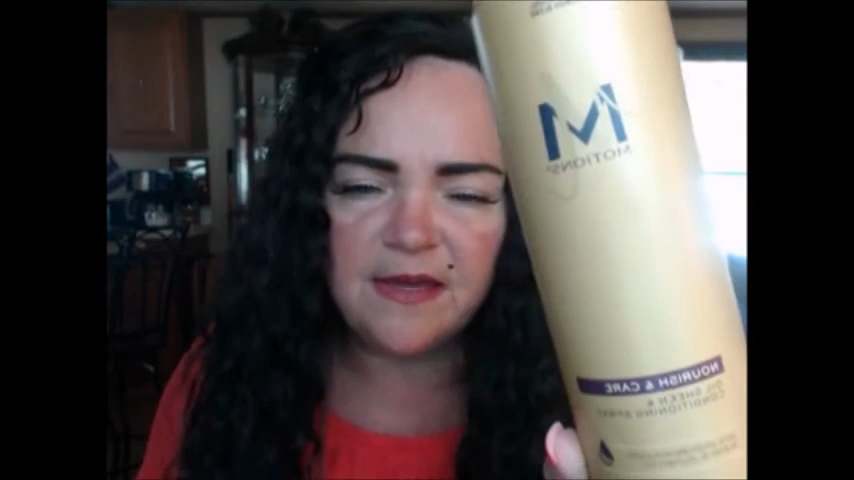 M
MOTIONS®
NOURISH & CARE
OIL SHEEN &
CONDITIONING SPRAY